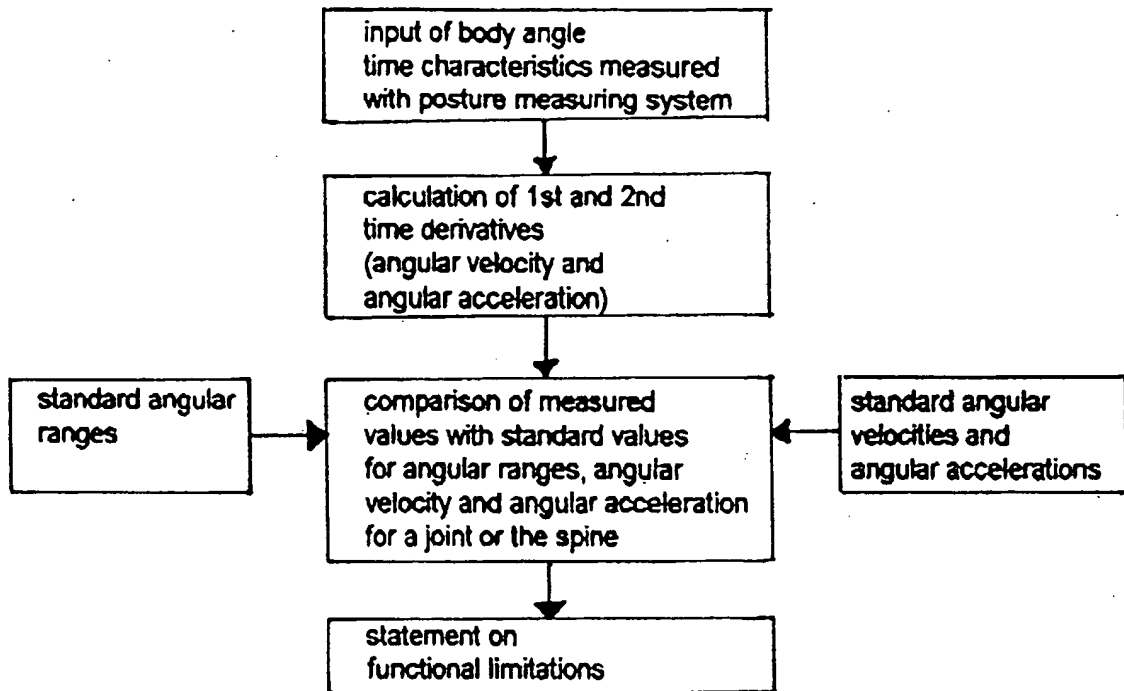 input of body angle
time characteristics measured
with posture measuring system
calculation of 1st and 2nd
time derivatives
(angular velocity and
angular acceleration)
standard angular
ranges
comparison of measured
values with standard values
for angular ranges, angular
velocity and angular acceleration
for a joint or the spine
standard angular
velocities and
angular accelerations
statement on
functional limitations